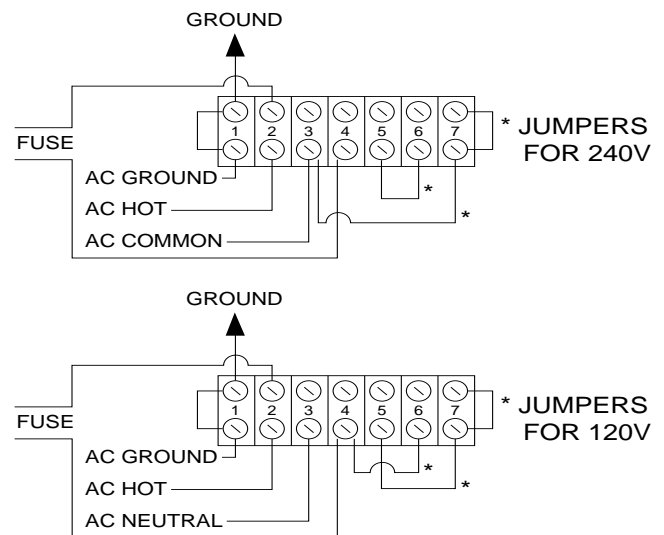 GROUND
1 2 3 4 5 6 7
* JUMPERS
FOR 240V
FUSE
AC GROUND
*
AC HOT
*
AC COMMON
GROUND
1 2 3 4 5 6 7
* JUMPERS
FOR 120V
FUSE
AC GROUND
*
AC HOT
*
AC NEUTRAL